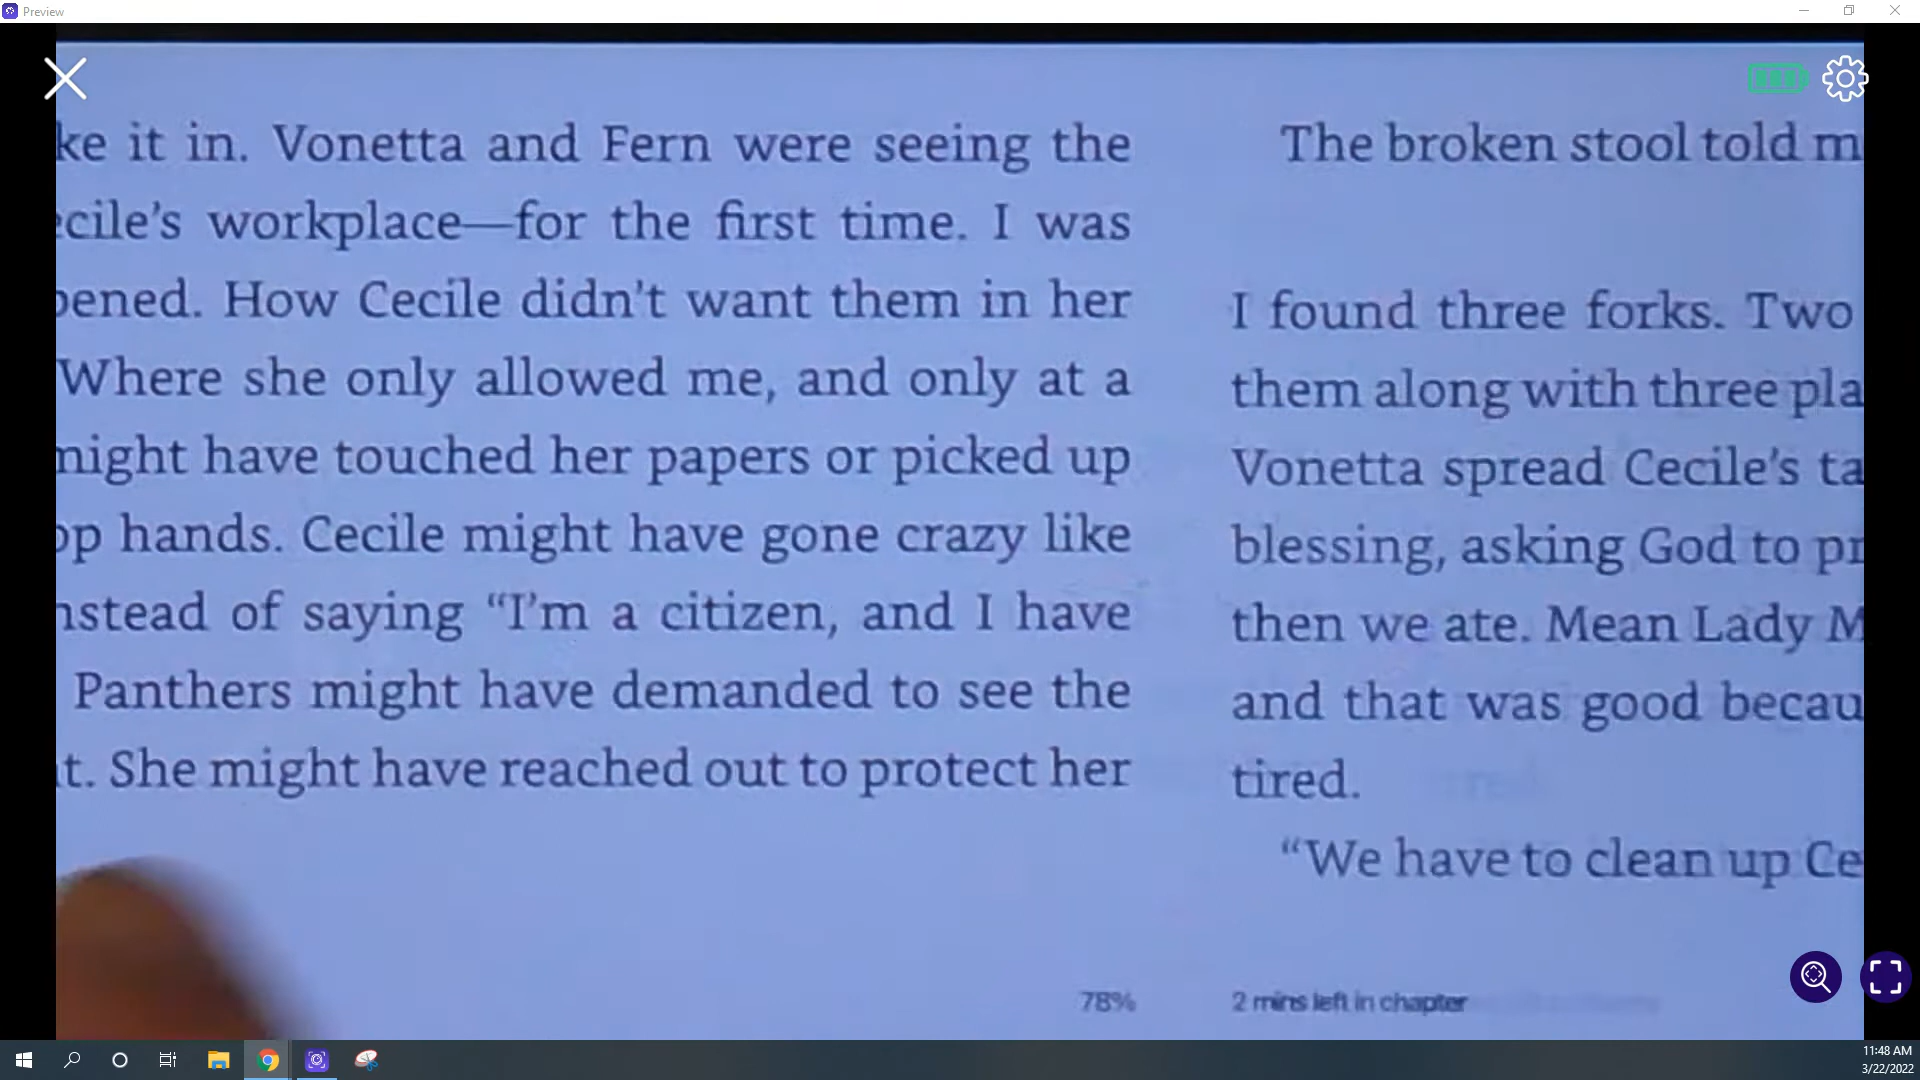 Preview
ke it in. Vonetta and Fern were seeing the
ecile's workplace—for the first time. I was
pened. How Cecile didn't want them in her
Where she only allowed me, and only at a
might have touched her papers or picked up
op hands. Cecile might have gone crazy like
nstead of saying "I'm a citizen, and I have
Panthers might have demanded to see the
t. She might have reached out to protect her
78%
The broken stool told m
I found three forks. Two
them along with three pla
Vonetta spread Cecile's ta
blessing, asking God to pr
then we ate. Mean Lady M
and that was good becau
tired.
"We have to clean up Ce
2 mins left in chapter
11:48 AM
3/22/2022